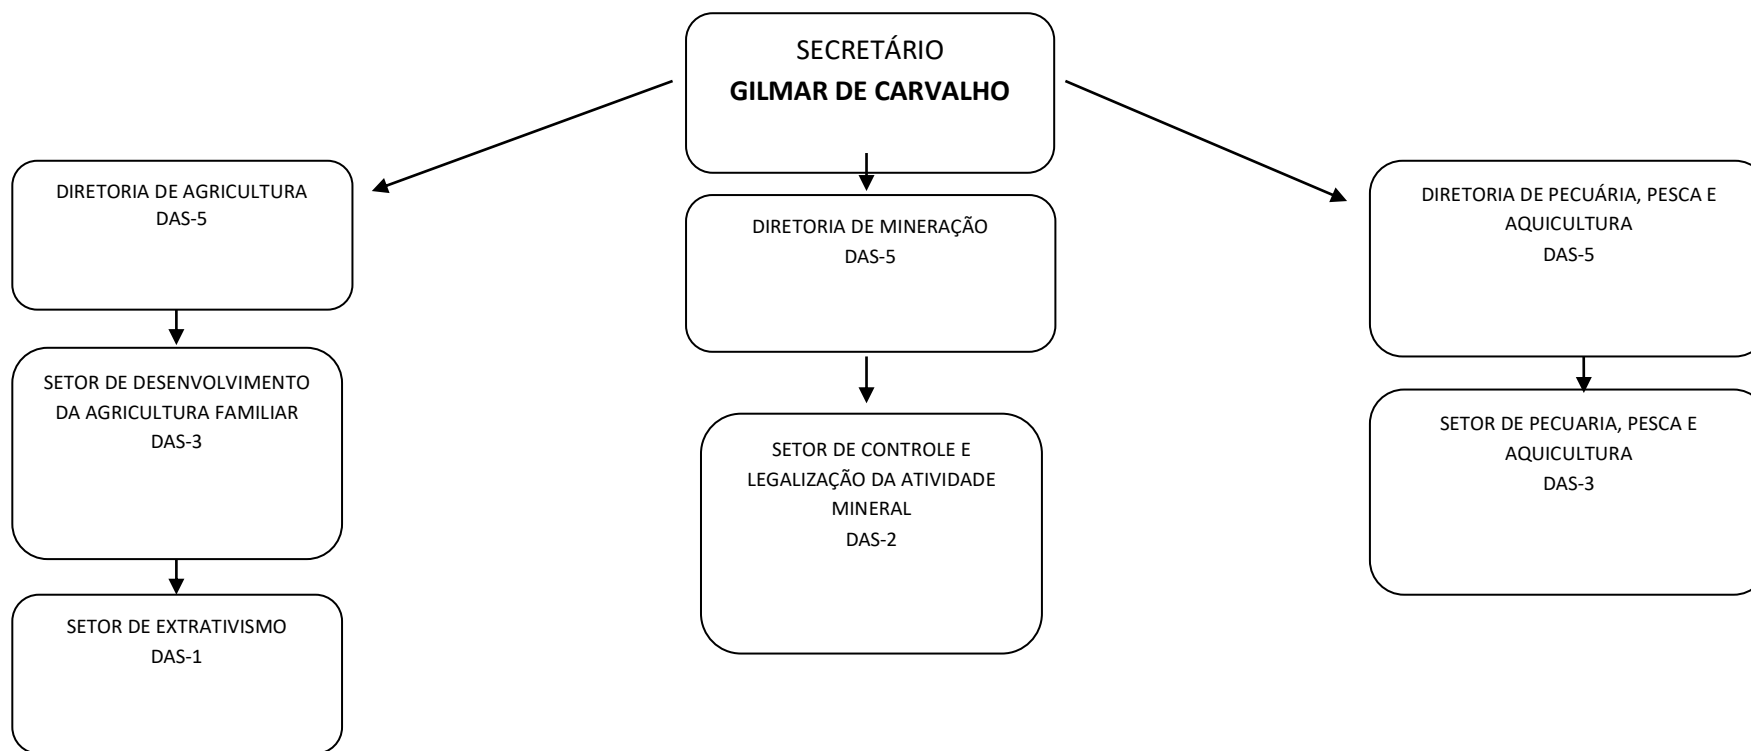 SECRETÁRIO
GILMAR DE CARVALHO
DIRETORIA DE AGRICULTURA
DAS-5
DIRETORIA DE MINERAÇÃO
DAS-5
DIRETORIA DE PECUÁRIA, PESCA E
AQUICULTURA
DAS-5
SETOR DE DESENVOLVIMENTO
DA AGRICULTURA FAMILIAR
DAS-3
SETOR DE CONTROLE E
LEGALIZAÇÃO DA ATIVIDADE
MINERAL
DAS-2
SETOR DE PECUARIA, PESCA E
AQUICULTURA
DAS-3
SETOR DE EXTRATIVISMO
DAS-1